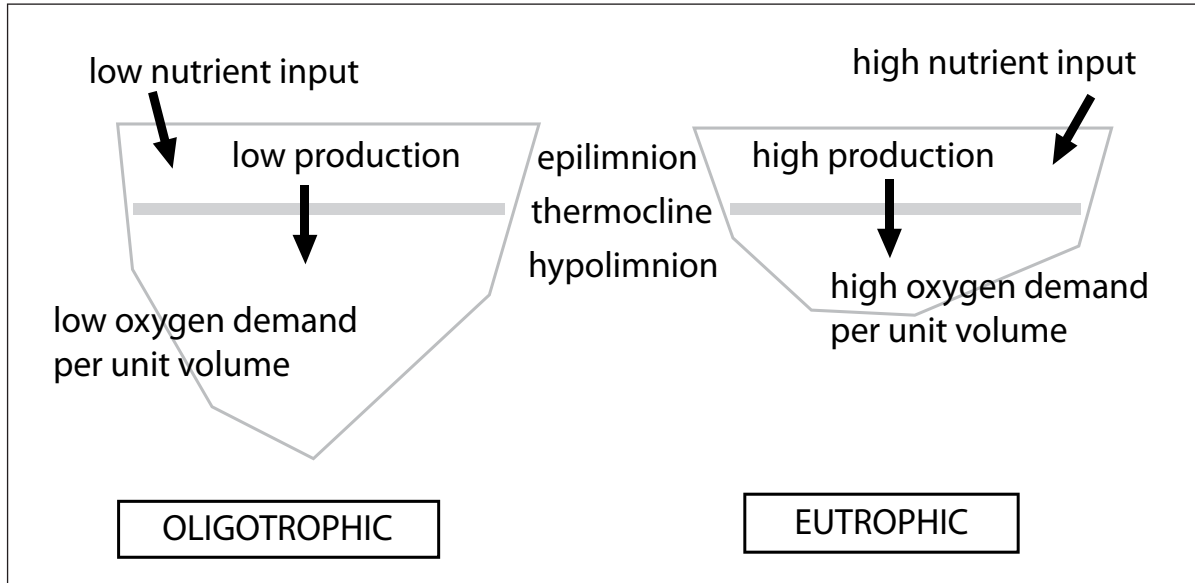 low nutrient input
high nutrient input
low production
epilimnion
high production
thermocline
hypolimnion
low oxygen demand
per unit volume
high oxygen demand
per unit volume
OLIGOTROPHIC
EUTROPHIC